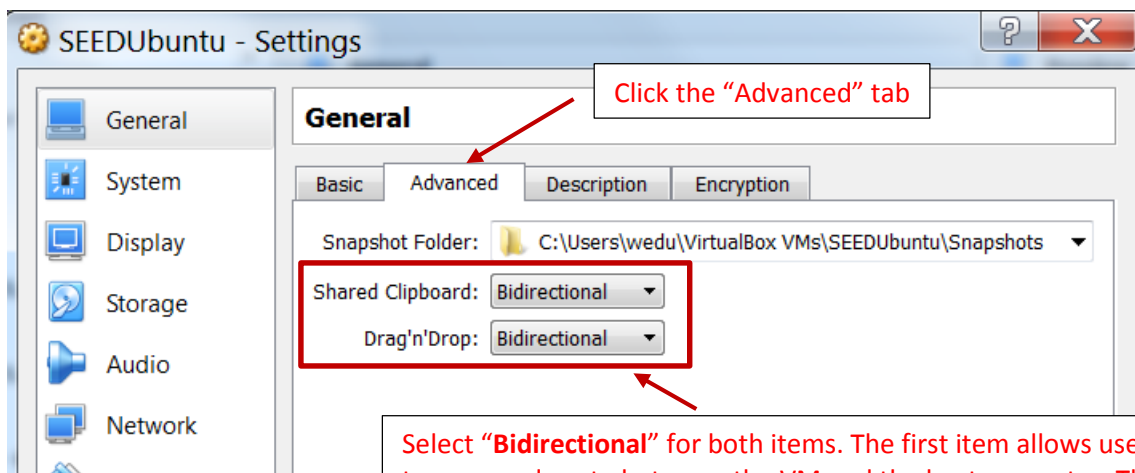 SEEDUbuntu - Settings
Click the “Advanced” tab
General
General
System
Display
Storage
Audio
Network
Basic
Advanced
Description
Encryption
Snapshot Folder:
C:\Users\wedu\VirtualBox VMs\SEEDUbuntu\Snapshots
Shared Clipboard:
Bidirectional
Drag'n'Drop:
Bidirectional
Select “Bidirectional” for both items. The first item allows use